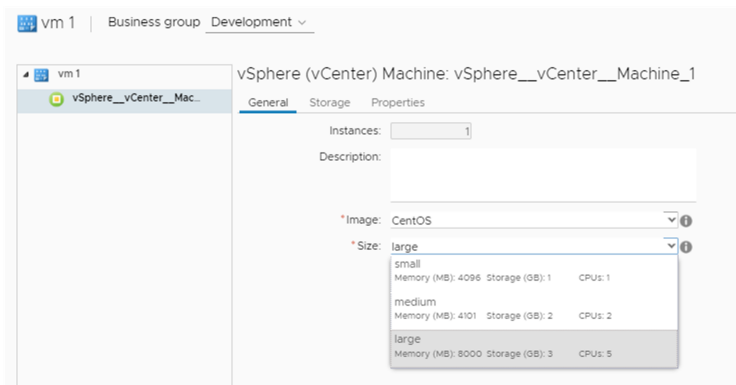 vm 1 Business group Development
vm 1
vSphere__vCenter__Mac..
vSphere (vCenter) Machine: vSphere__vCenter__Machine_1
General Storage Properties
Instances: 1
Description:
*Image: CentOS
*Size: large
small
Memory (MB): 4096 Storage (GB): 1 CPUs: 1
medium
Memory (MB): 4101 Storage (GB): 2 CPUs: 2
large
Memory (MB): 8000 Storage (GB): 3 CPUs: 5